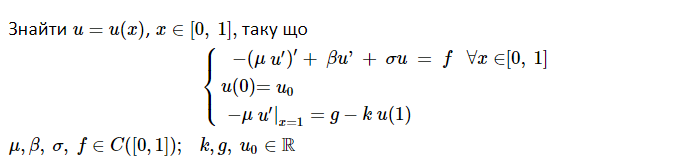 Знайти u = u(x), x ∈ [0, 1], таку що
−(μ u′)′ + βu’ + σu = f ∀x ∈[0, 1]
u(0)= u₀
−μ u′|ₓ₌₁ = g − k u(1)
μ, β, σ, f ∈ C([0, 1]); k, g, u₀ ∈ ℝ